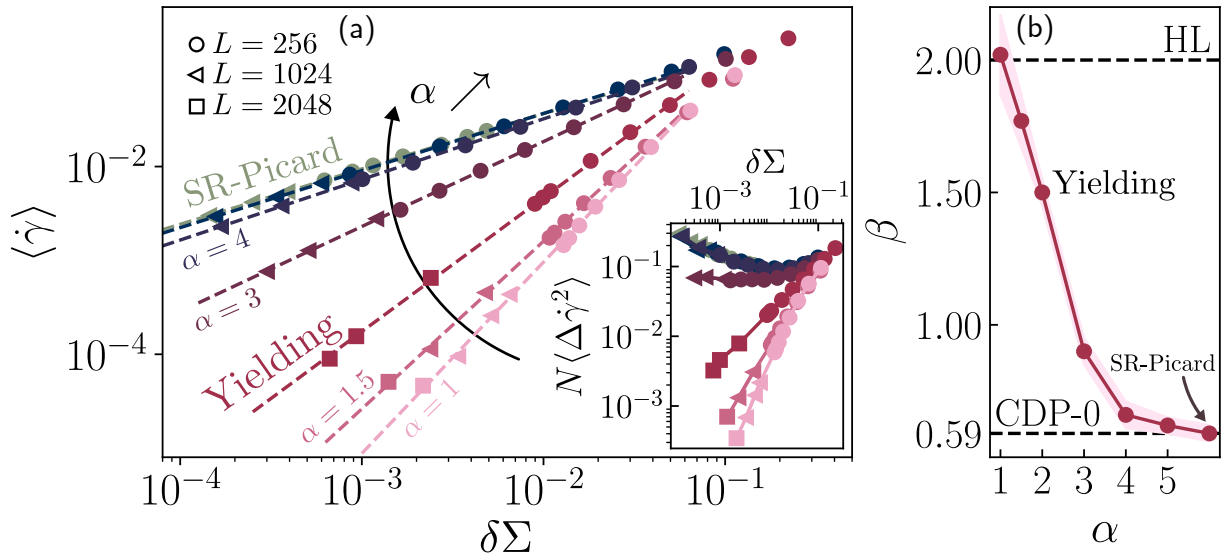 (a)
○ L = 256
◁ L = 1024
□ L = 2048
α
SR-Picard
α = 4
α = 3
Yielding
α = 1.5
α = 1
⟨γ̇⟩
10⁻²
10⁻⁴
10⁻⁴
10⁻³
10⁻²
10⁻¹
δΣ
δΣ
10⁻³
10⁻¹
N⟨Δγ̇²⟩
10⁻¹
10⁻²
10⁻³
(b)
HL
Yielding
SR-Picard
CDP-0
β
2.00
1.50
1.00
0.59
1
2
3
4
5
α